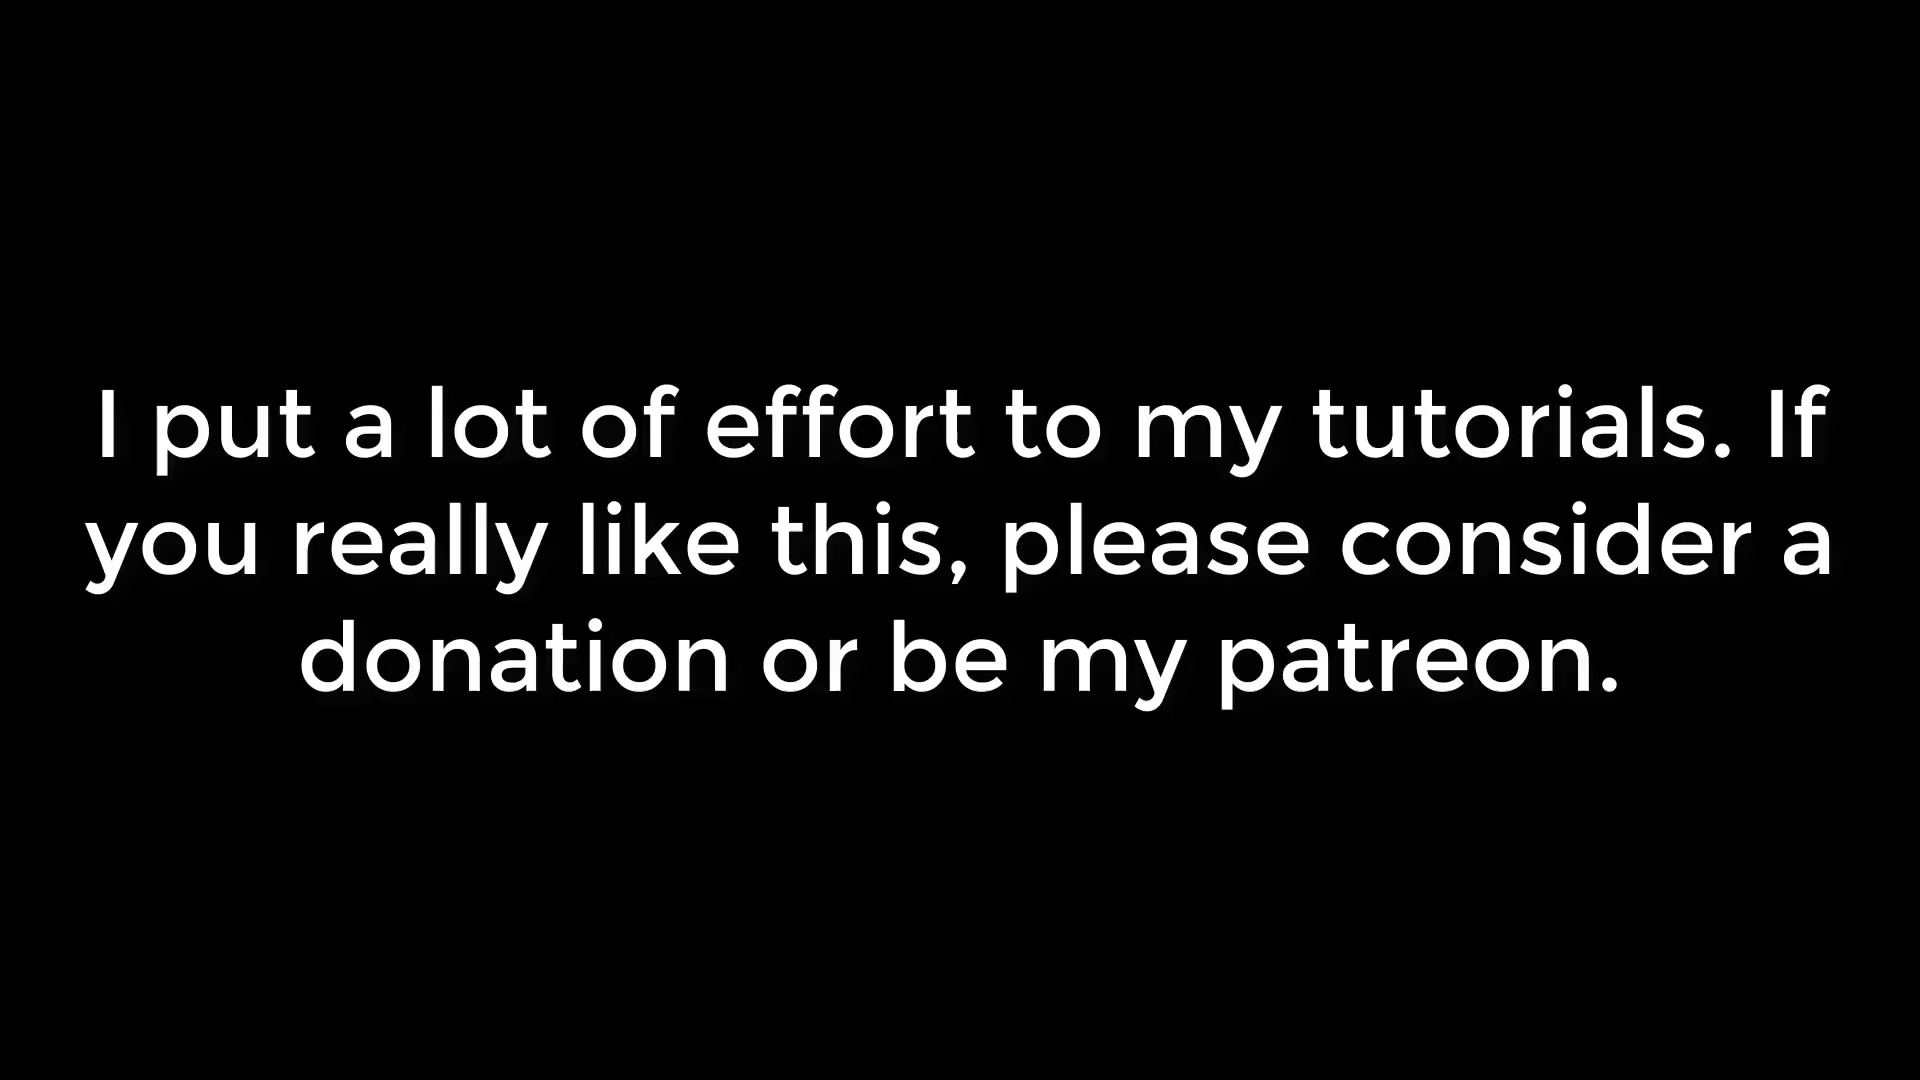 I put a lot of effort to my tutorials. If
you really like this, please consider a
donation or be my patreon.